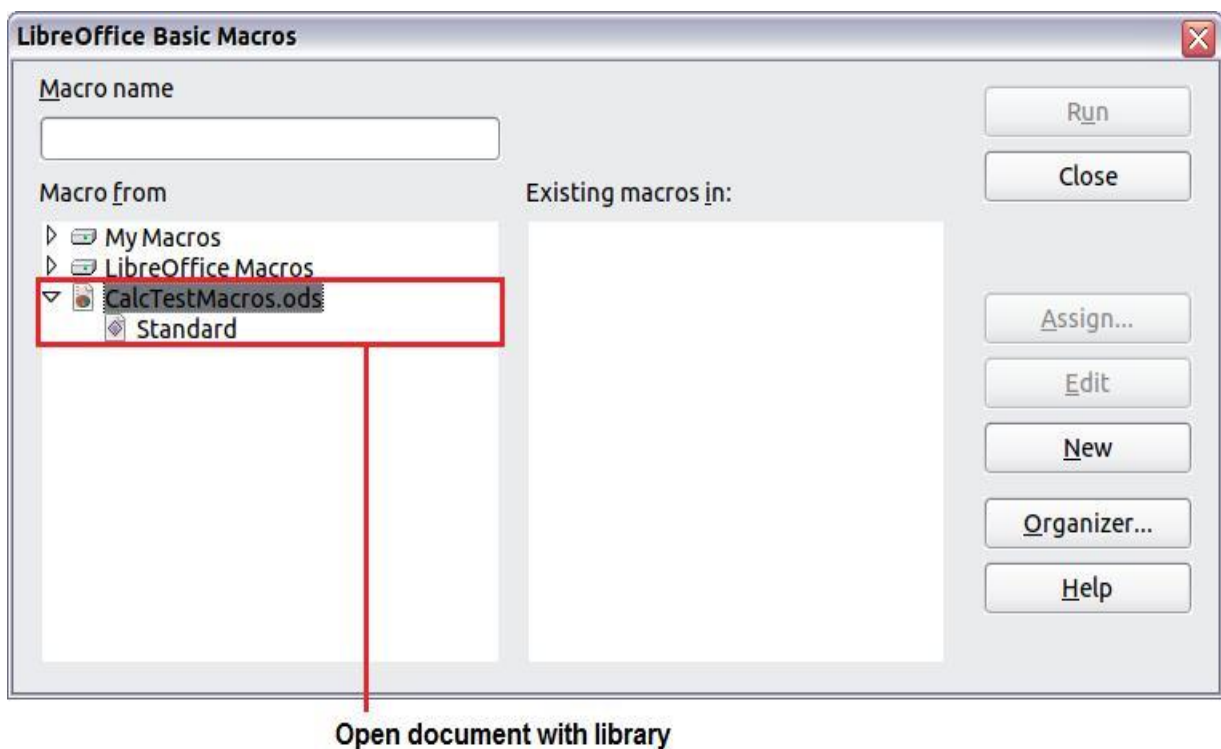 LibreOffice Basic Macros
Macro name
Run
Close
Macro from
Existing macros in:
My Macros
LibreOffice Macros
CalcTestMacros.ods
Standard
Assign...
Edit
New
Organizer...
Help
Open document with library